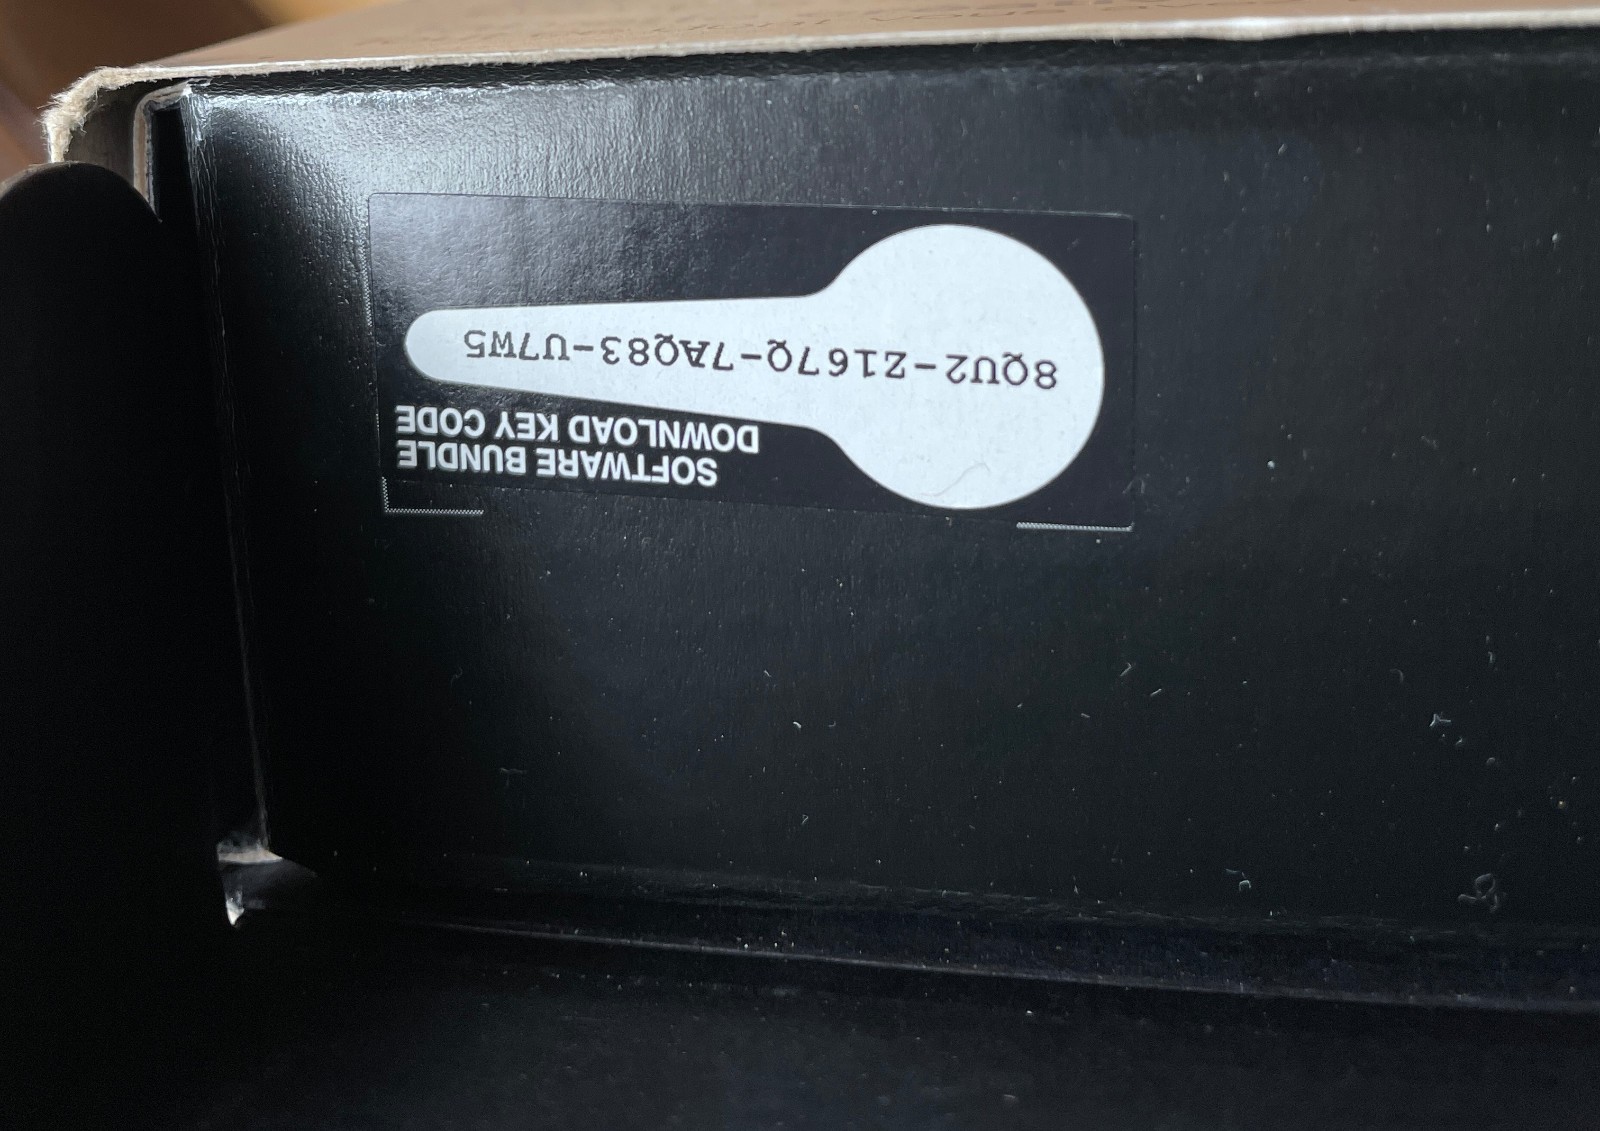 SOFTWARE BUNDLE
DOWNLOAD KEY CODE
8QU2-Z167Q-7AQ83-U7W5